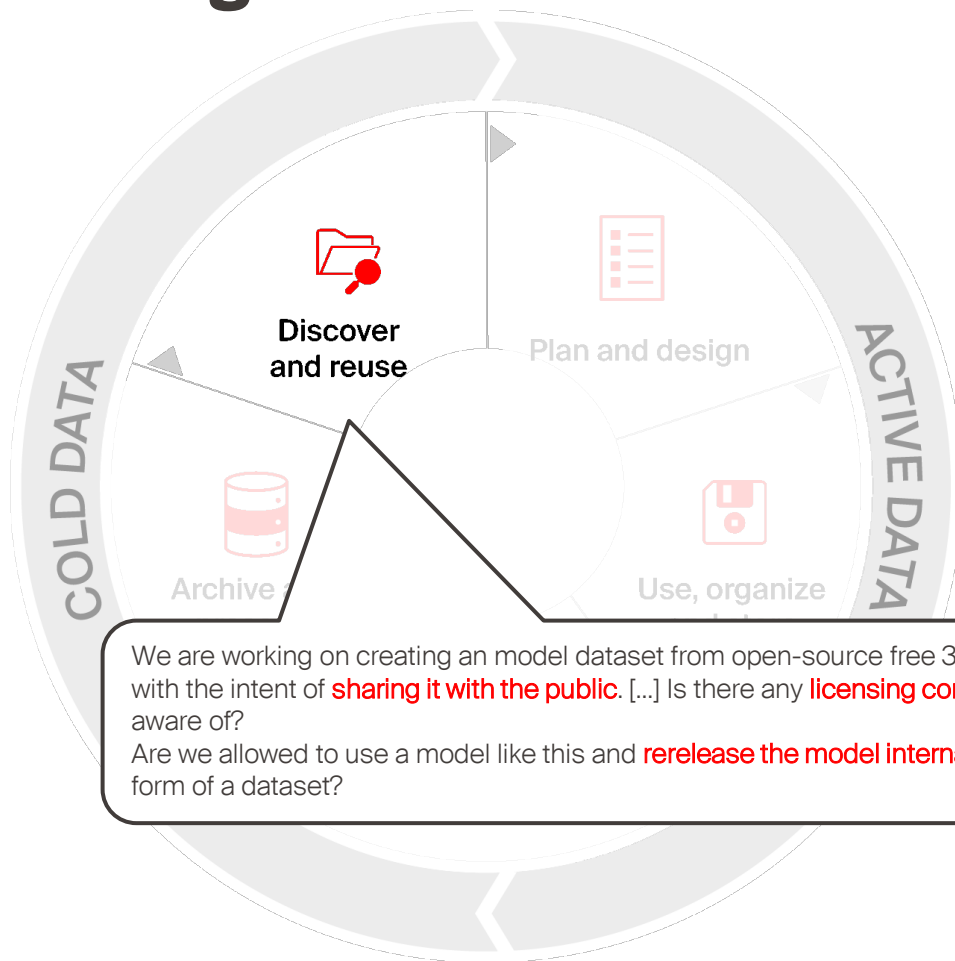 Discover
and reuse
Plan and design
COLD DATA
ACTIVE DATA
Archive
Use, organize
We are working on creating an model dataset from open-source free
with the intent of sharing it with the public. [...] Is there any licensing
aware of?
Are we allowed to use a model like this and rerelease the model
form of a dataset?